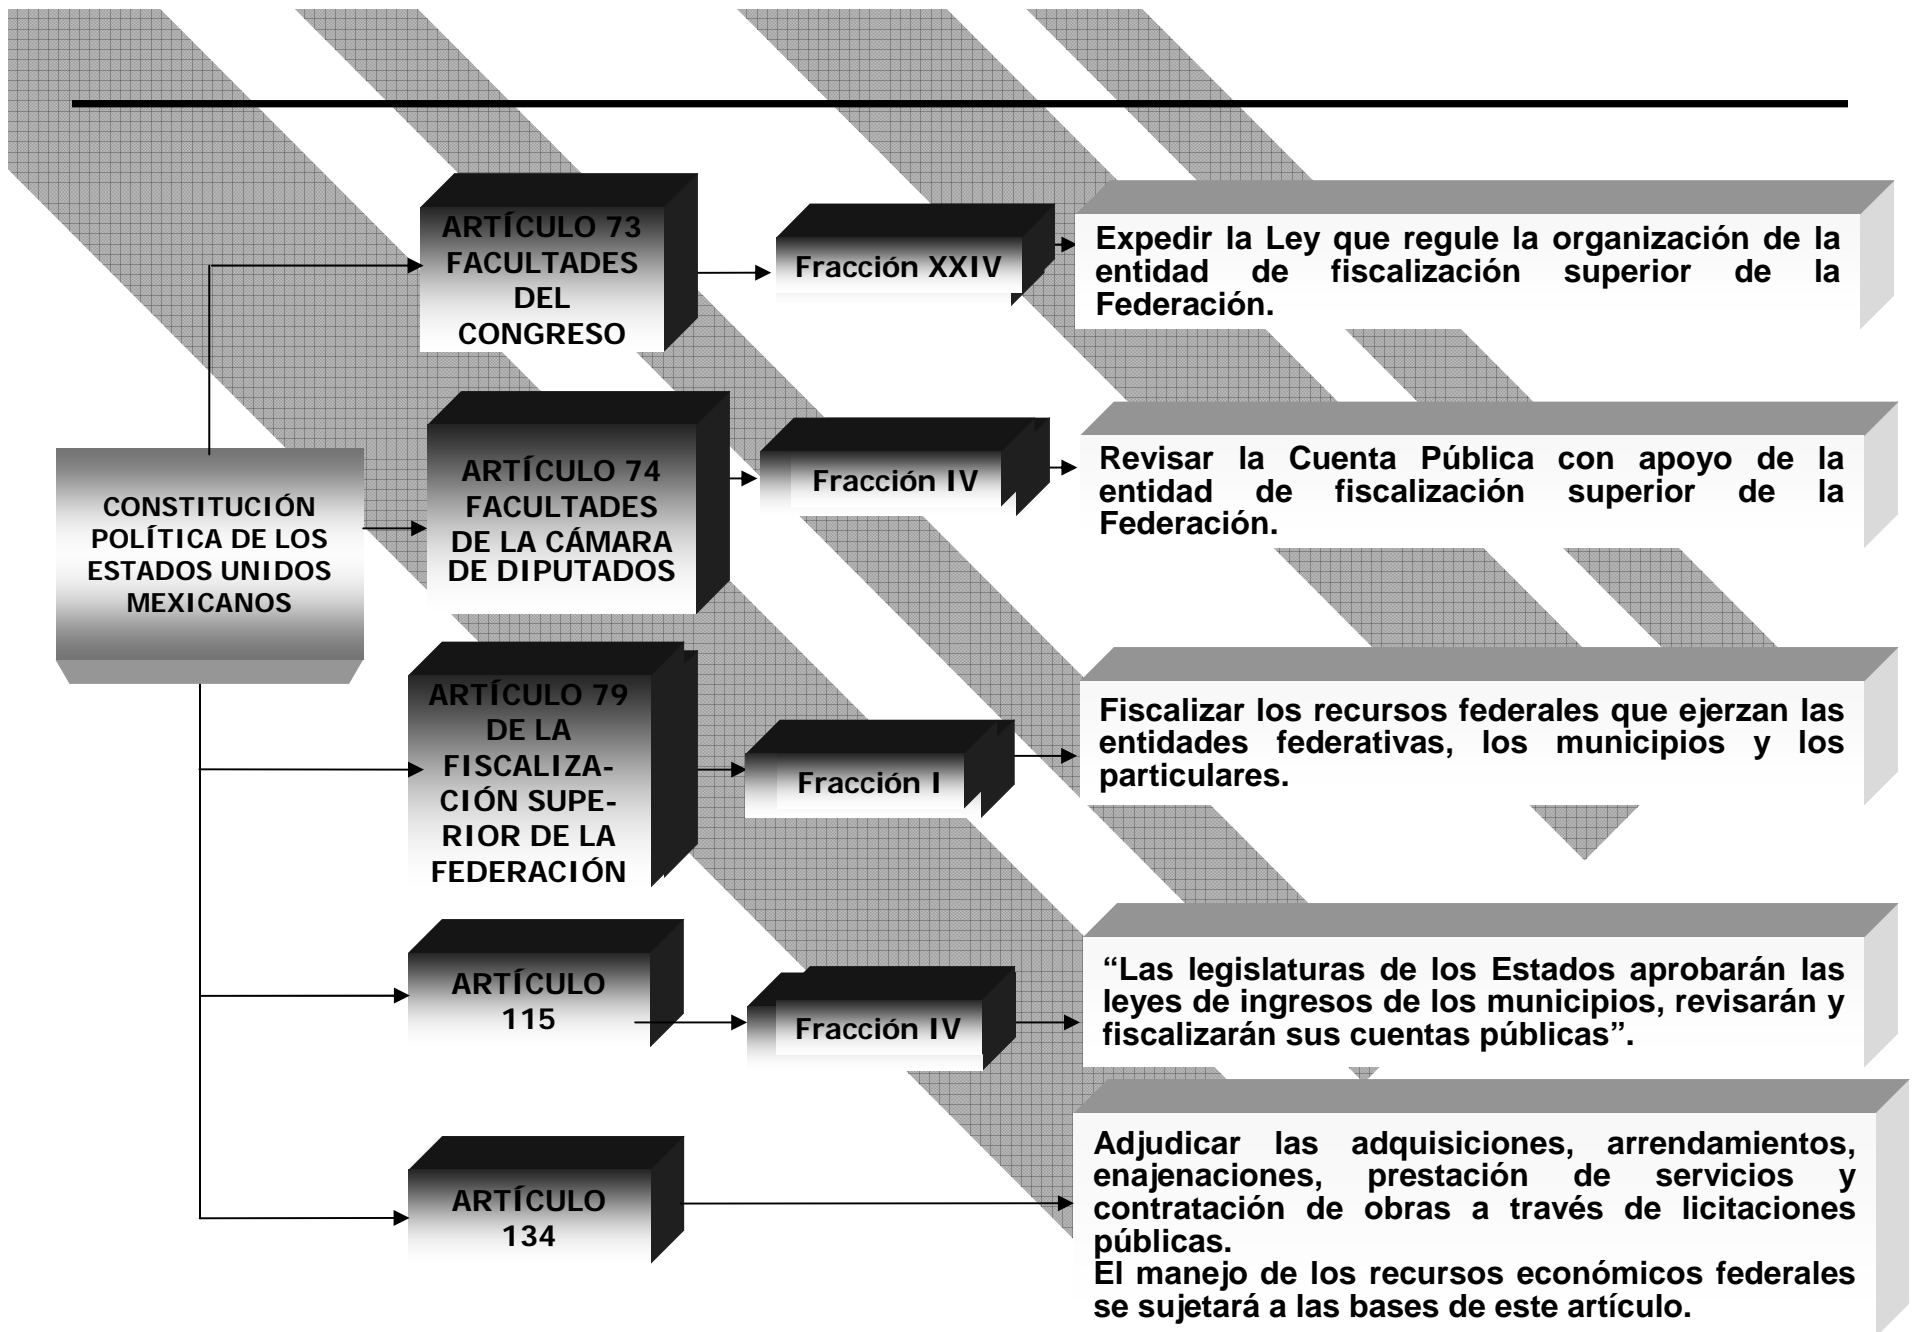 ARTÍCULO 73
FACULTADES
DEL
CONGRESO
Fracción XXIV
Expedir la Ley que regule la organización de la
entidad de fiscalización superior de la
Federación.
CONSTITUCIÓN
POLÍTICA DE LOS
ESTADOS UNIDOS
MEXICANOS
ARTÍCULO 74
FACULTADES
DE LA CÁMARA
DE DIPUTADOS
Fracción IV
Revisar la Cuenta Pública con apoyo de la
entidad de fiscalización superior de la
Federación.
ARTÍCULO 79
DE LA
FISCALIZA-
CIÓN SUPE-
RIOR DE LA
FEDERACIÓN
Fracción I
Fiscalizar los recursos federales que ejerzan las
entidades federativas, los municipios y los
particulares.
ARTÍCULO
115
Fracción IV
“Las legislaturas de los Estados aprobarán las
leyes de ingresos de los municipios, revisarán y
fiscalizarán sus cuentas públicas”.
ARTÍCULO
134
Adjudicar las adquisiciones, arrendamientos,
enajenaciones, prestación de servicios y
contratación de obras a través de licitaciones
públicas.
El manejo de los recursos económicos federales
se sujetará a las bases de este artículo.